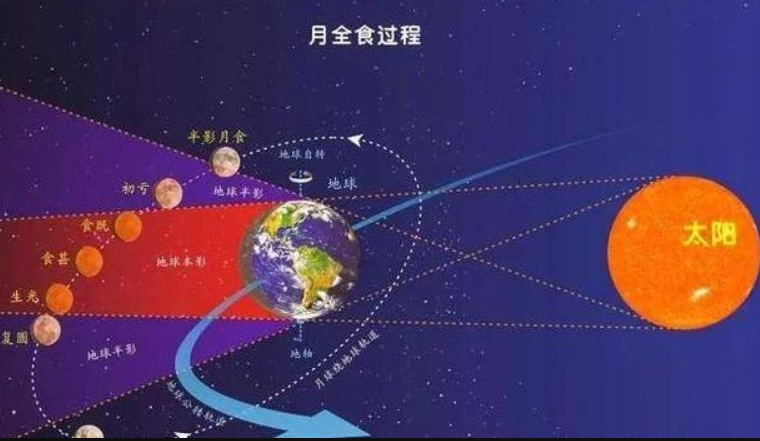 月全食过程
半影月食
地球自转
地球
初亏
地球半影
食既
食甚
地球本影
太阳
生光
复圆
地球半影
地轴
月球绕地球轨道
地球公转轨道